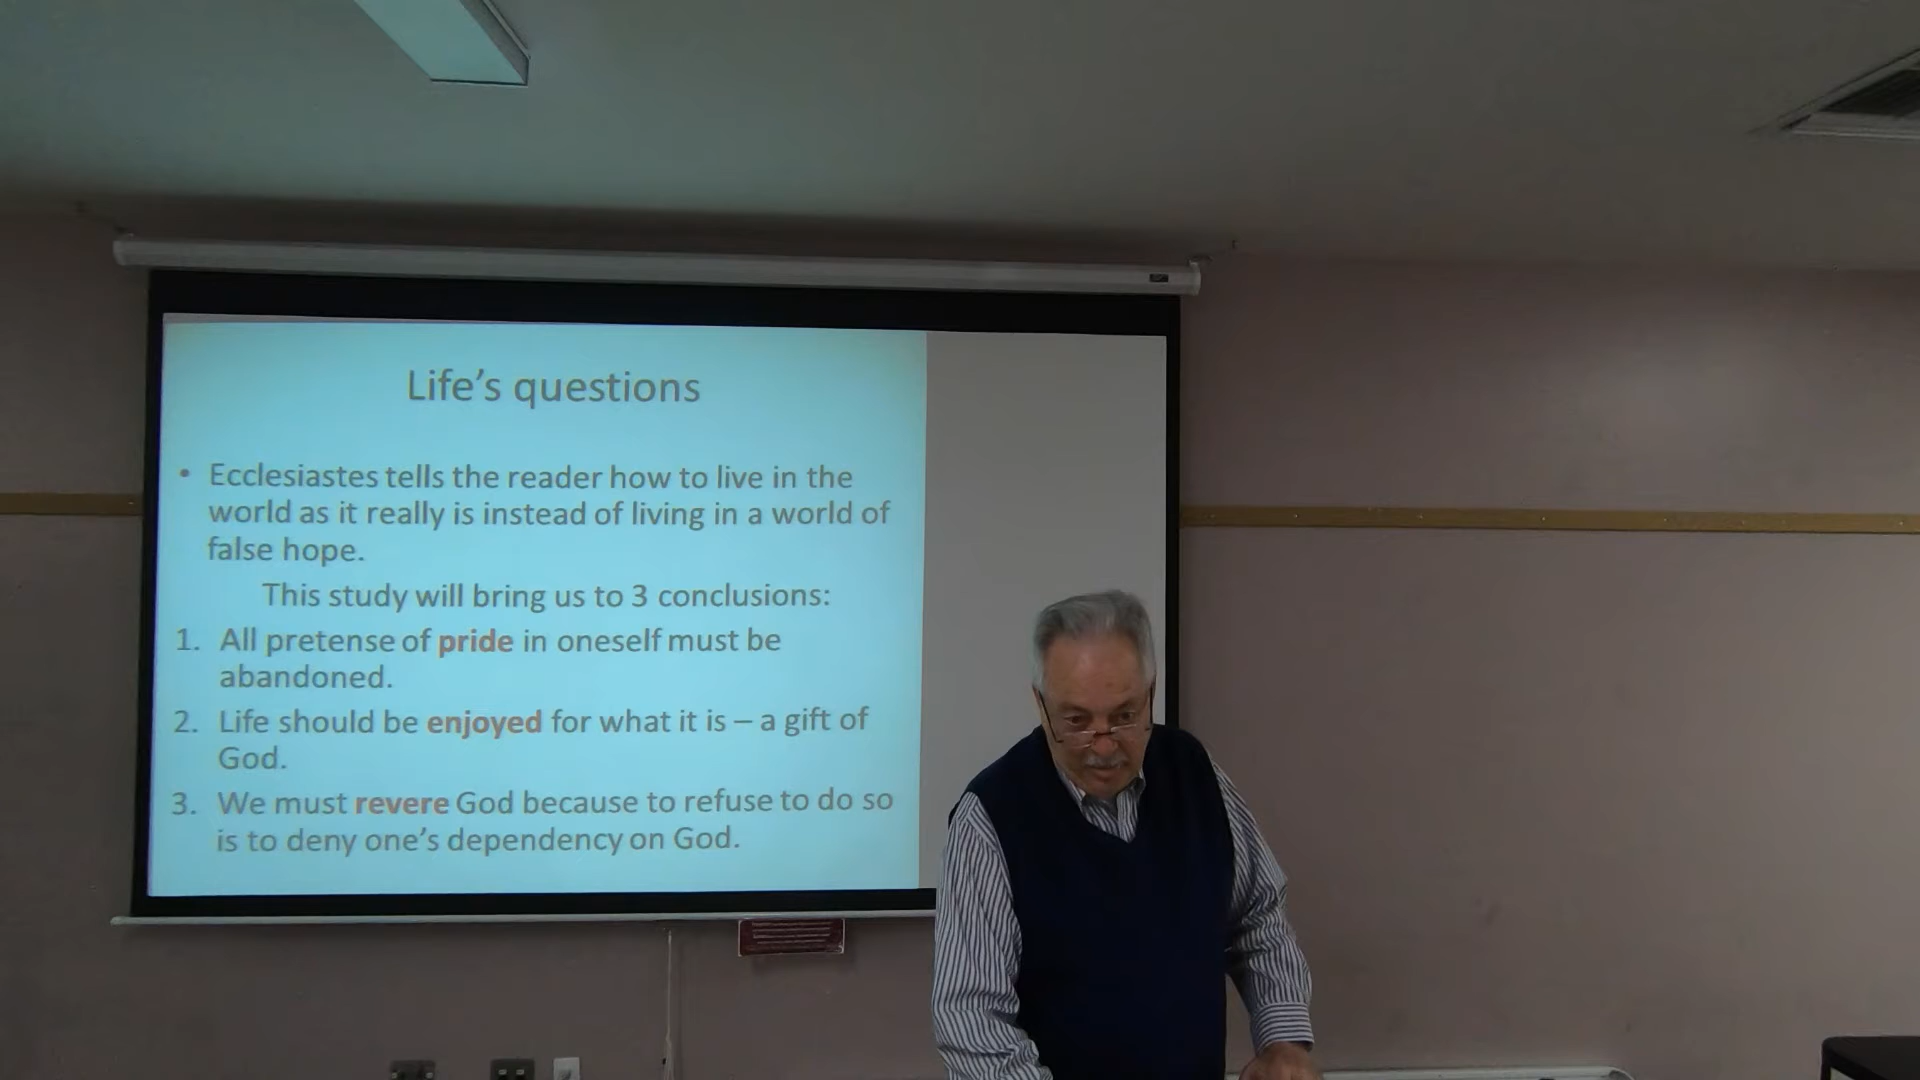 Life's questions
• Ecclesiastes tells the reader how to live in the
world as it really is instead of living in a world of
false hope.
This study will bring us to 3 conclusions:
1. All pretense of pride in oneself must be
abandoned.
2. Life should be enjoyed for what it is – a gift of
God.
3. We must revere God because to refuse to do so
is to deny one's dependency on God.